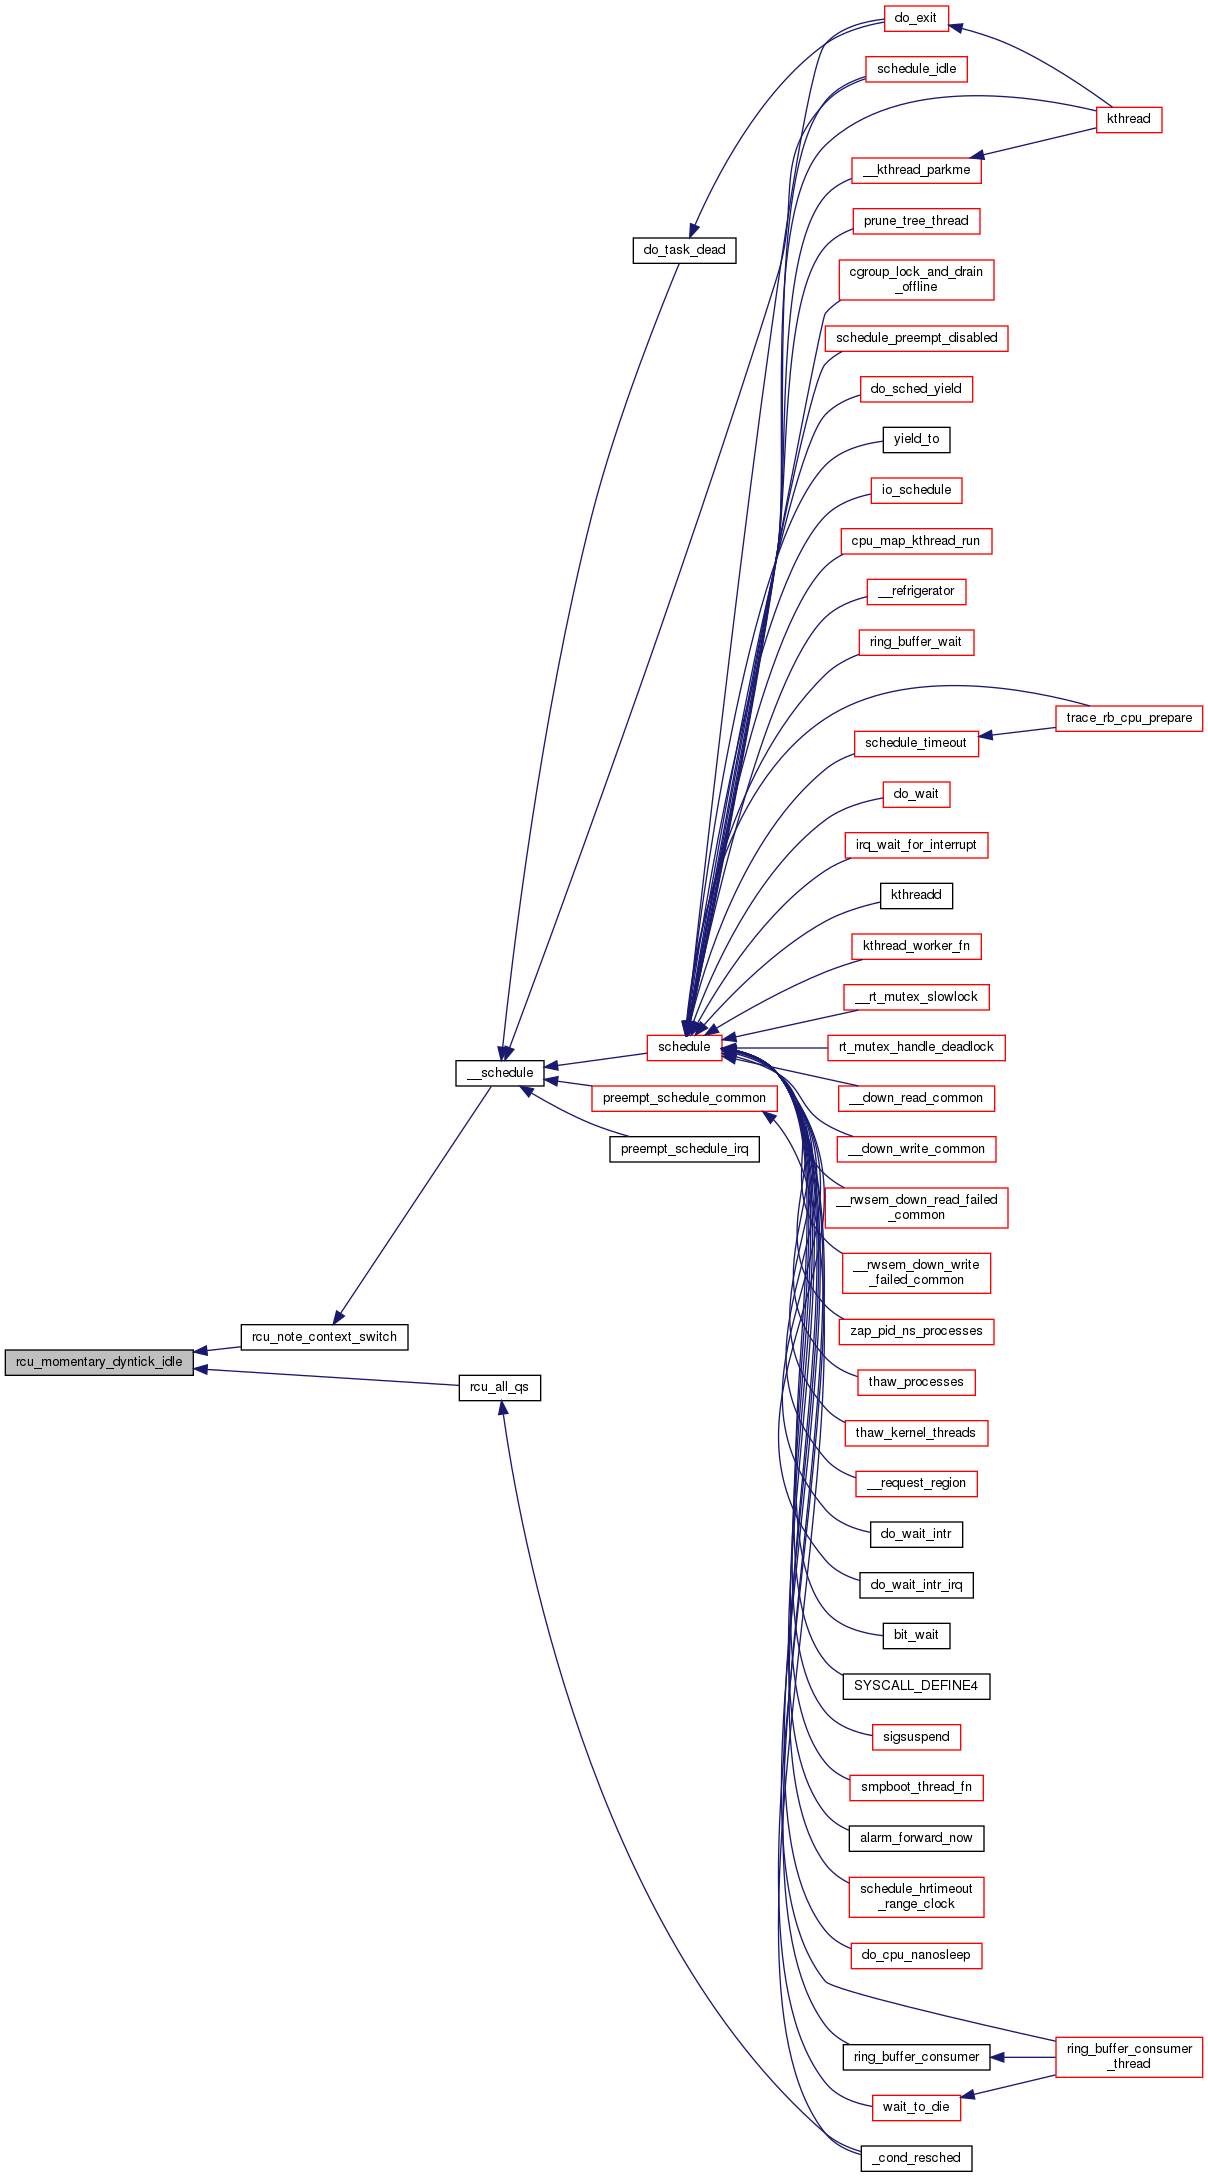 do_exit
schedule_idle
kthread
__kthread_parkme
prune_tree_thread
do_task_dead
cgroup_lock_and_drain
_offline
schedule_preempt_disabled
do_sched_yield
yield_to
io_schedule
cpu_map_kthread_run
__refrigerator
ring_buffer_wait
trace_rb_cpu_prepare
schedule_timeout
do_wait
irq_wait_for_interrupt
kthreadd
kthread_worker_fn
__rt_mutex_slowlock
schedule
rt_mutex_handle_deadlock
__schedule
preempt_schedule_common
__down_read_common
preempt_schedule_irq
__down_write_common
__rwsem_down_read_failed
_common
__rwsem_down_write
_failed_common
zap_pid_ns_processes
rcu_note_context_switch
rcu_momentary_dyntick_idle
thaw_processes
rcu_all_qs
thaw_kernel_threads
__request_region
do_wait_intr
do_wait_intr_irq
bit_wait
SYSCALL_DEFINE4
sigsuspend
smpboot_thread_fn
alarm_forward_now
schedule_hrtimeout
_range_clock
do_cpu_nanosleep
ring_buffer_consumer
ring_buffer_consumer
_thread
wait_to_die
_cond_resched